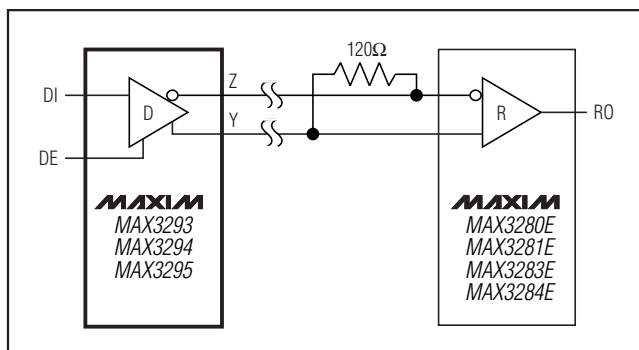 120Ω
DI
Z
D
Y
DE
R
RO
MAXIM
MAX3293
MAX3294
MAX3295
MAXIM
MAX3280E
MAX3281E
MAX3283E
MAX3284E